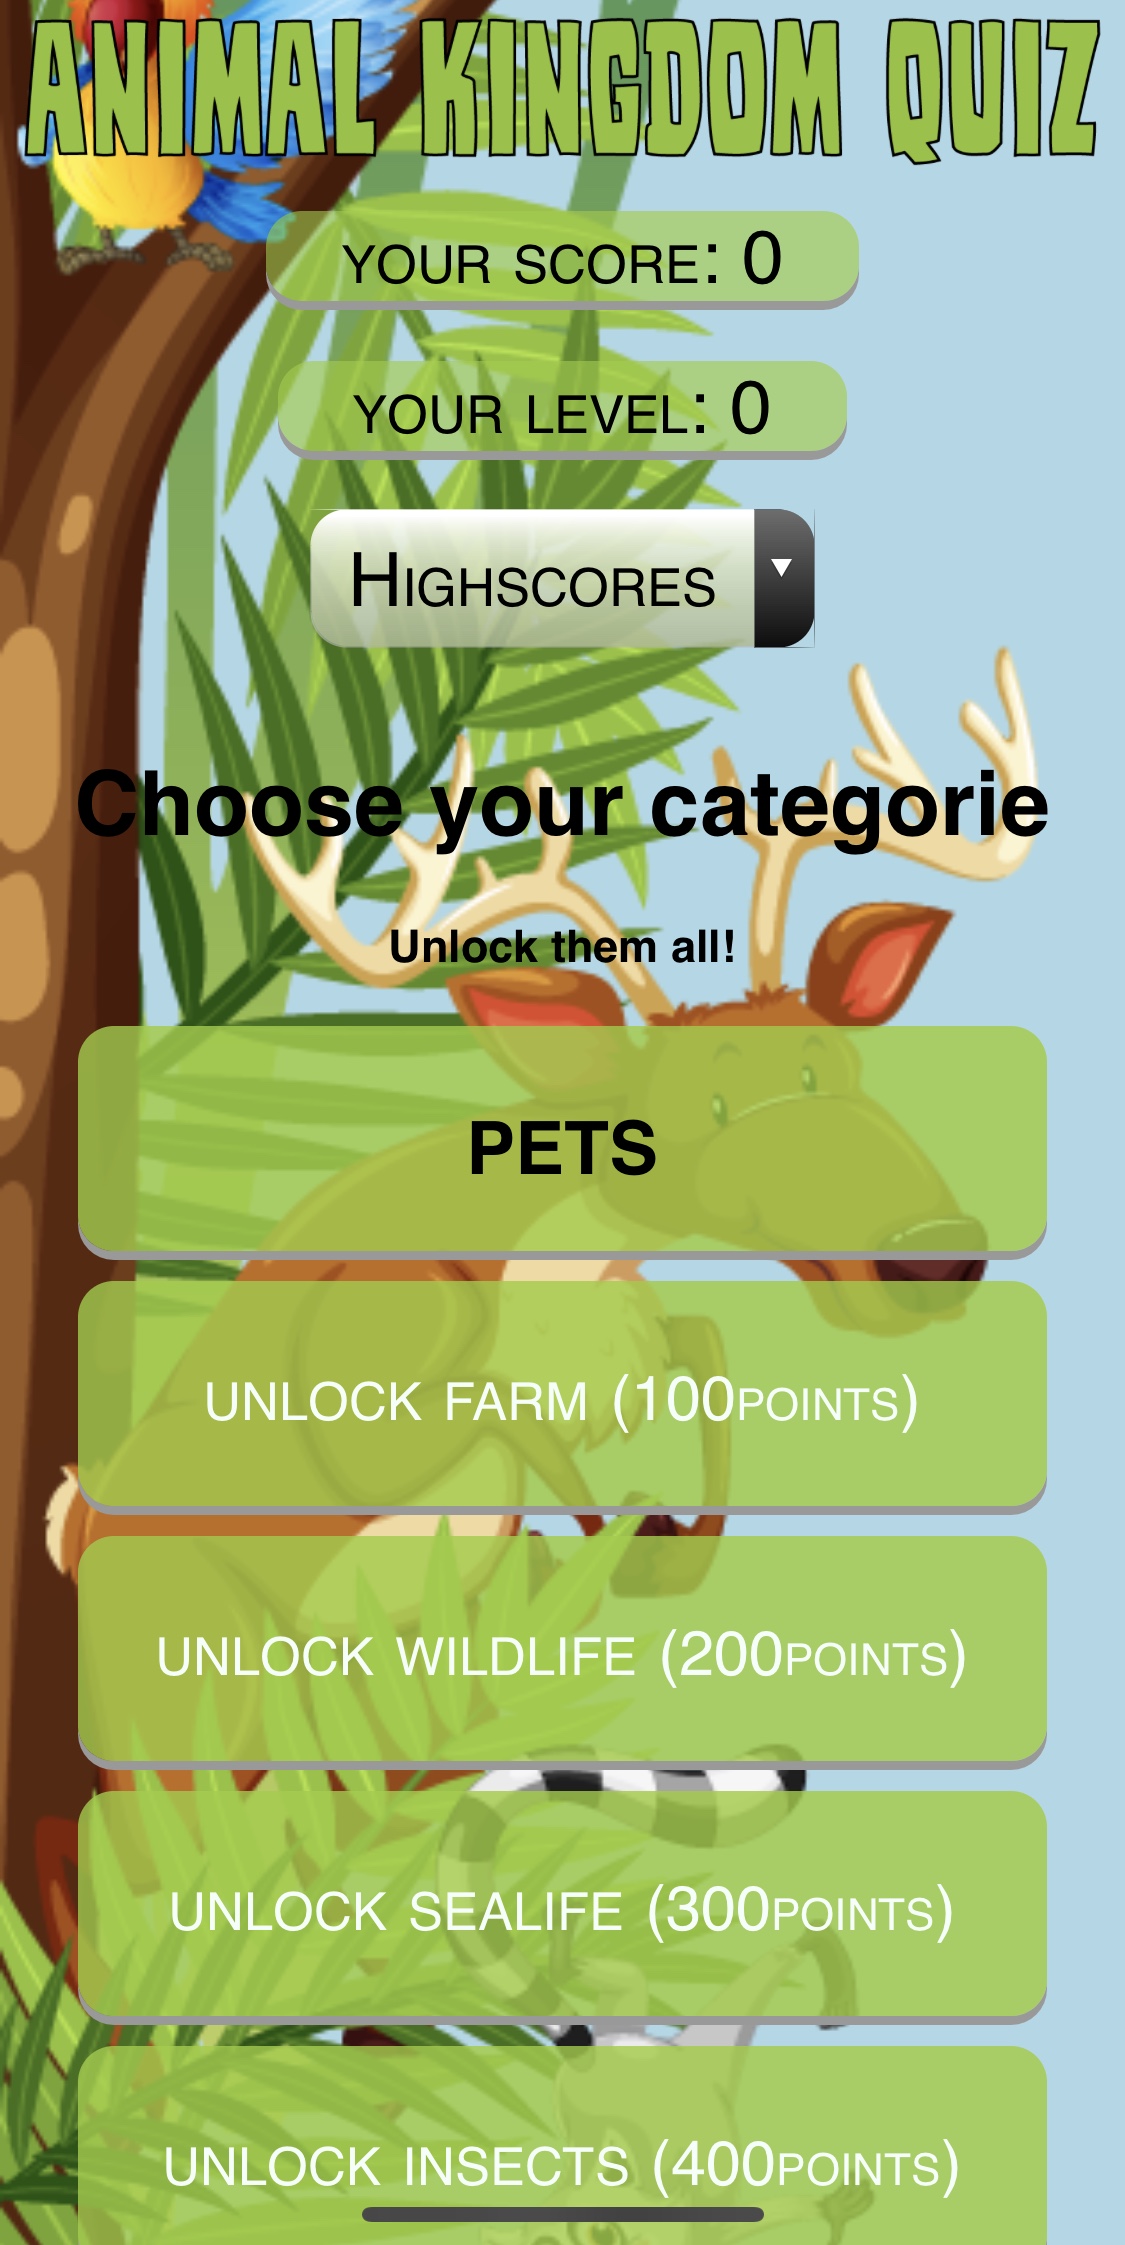 ANIMAL KINGDOM QUIZ
YOUR SCORE: 0
YOUR LEVEL: 0
HIGHSCORES
Choose your categorie
Unlock them all!
PETS
UNLOCK FARM (100POINTS)
UNLOCK WILDLIFE (200POINTS)
UNLOCK SEALIFE (300POINTS)
UNLOCK INSECTS (400POINTS)